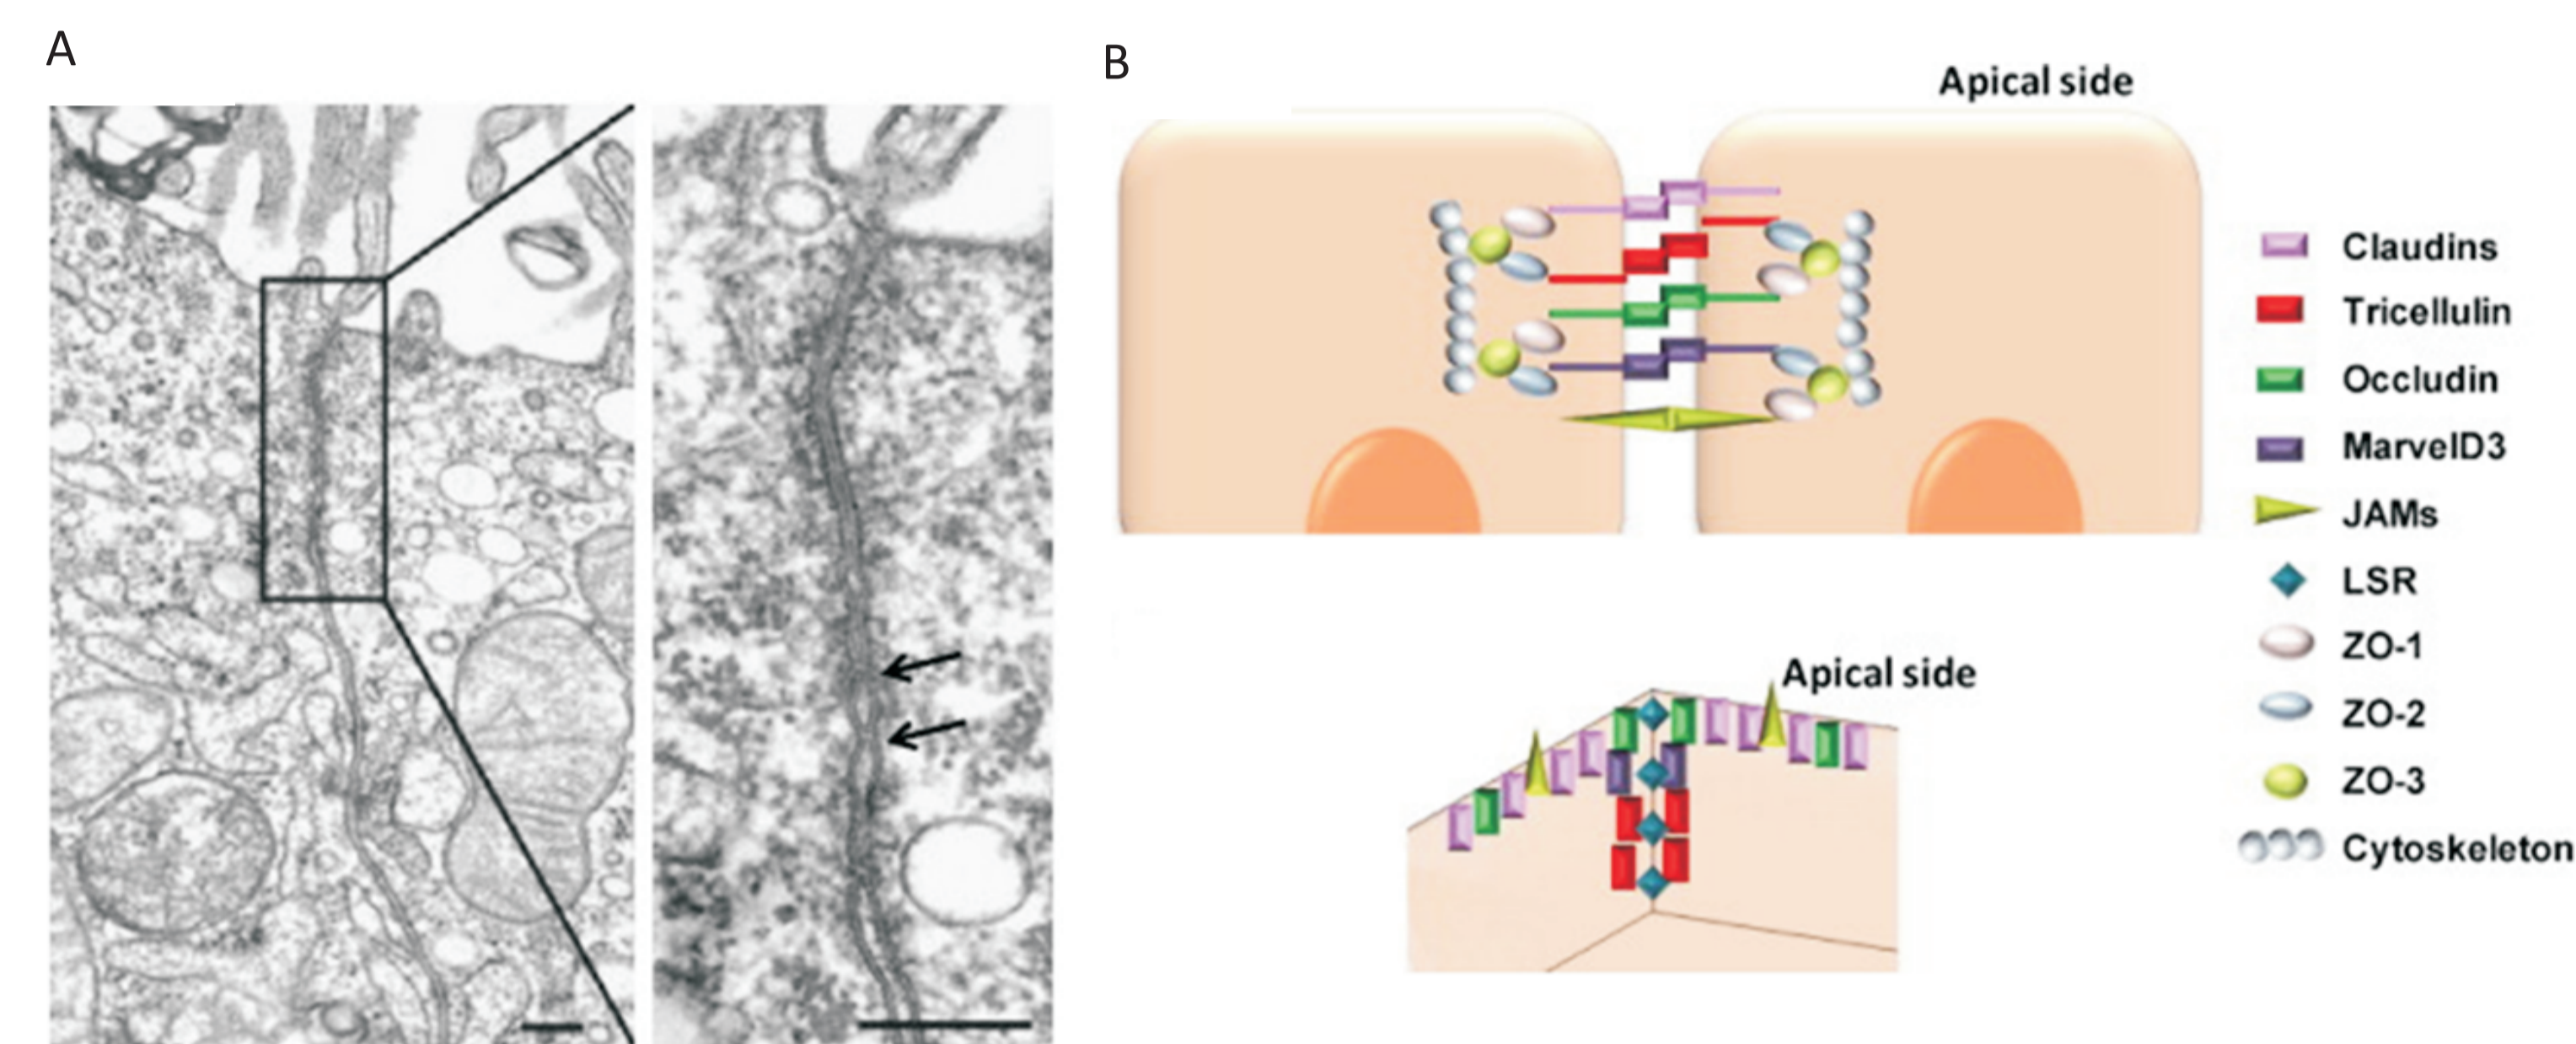 A
B
Apical side
Claudins
Tricellulin
Occludin
MarvelD3
JAMs
LSR
ZO-1
ZO-2
ZO-3
Cytoskeleton
Apical side